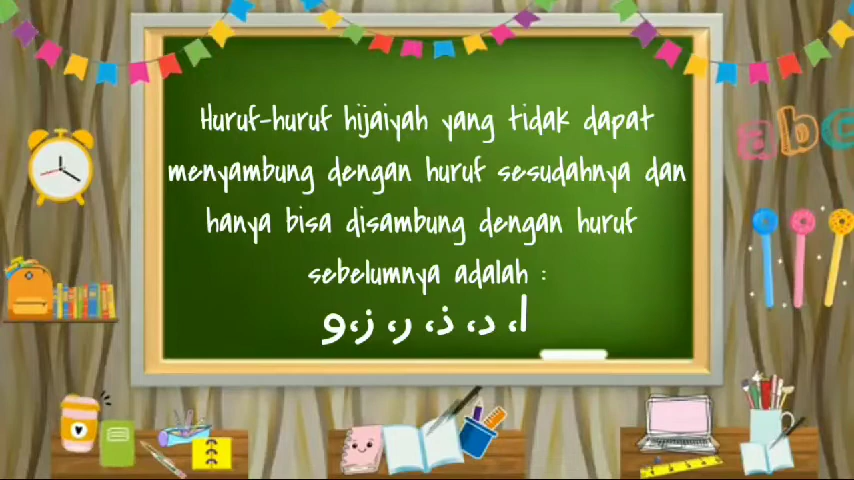 Huruf-huruf hijaiyah yang tidak dapat
menyambung dengan huruf sesudahnya dan
hanya bisa disambung dengan huruf
sebelumnya adalah :
ا، د، ذ، ر، ز،و
abc